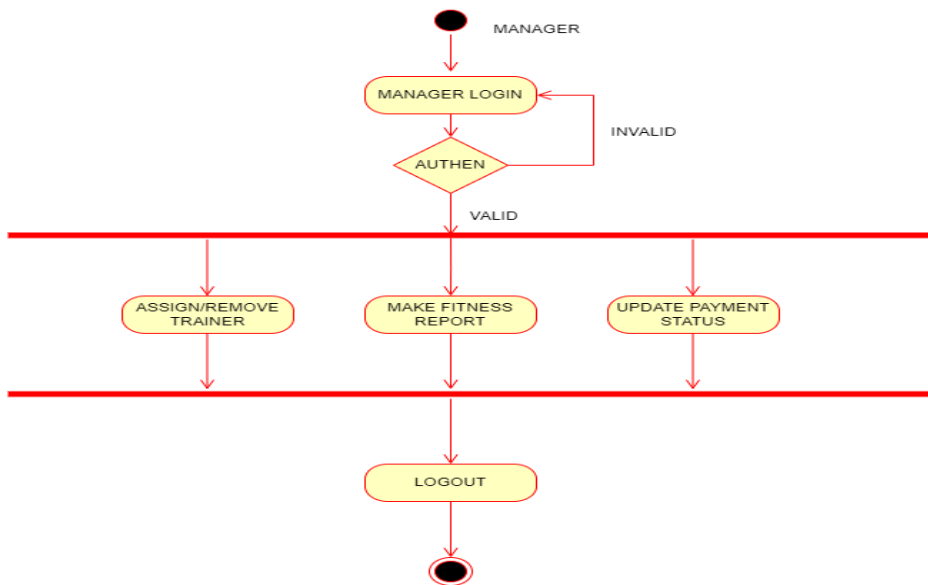 MANAGER
MANAGER LOGIN
INVALID
AUTHEN
VALID
ASSIGN/REMOVE
TRAINER
MAKE FITNESS
REPORT
UPDATE PAYMENT
STATUS
LOGOUT